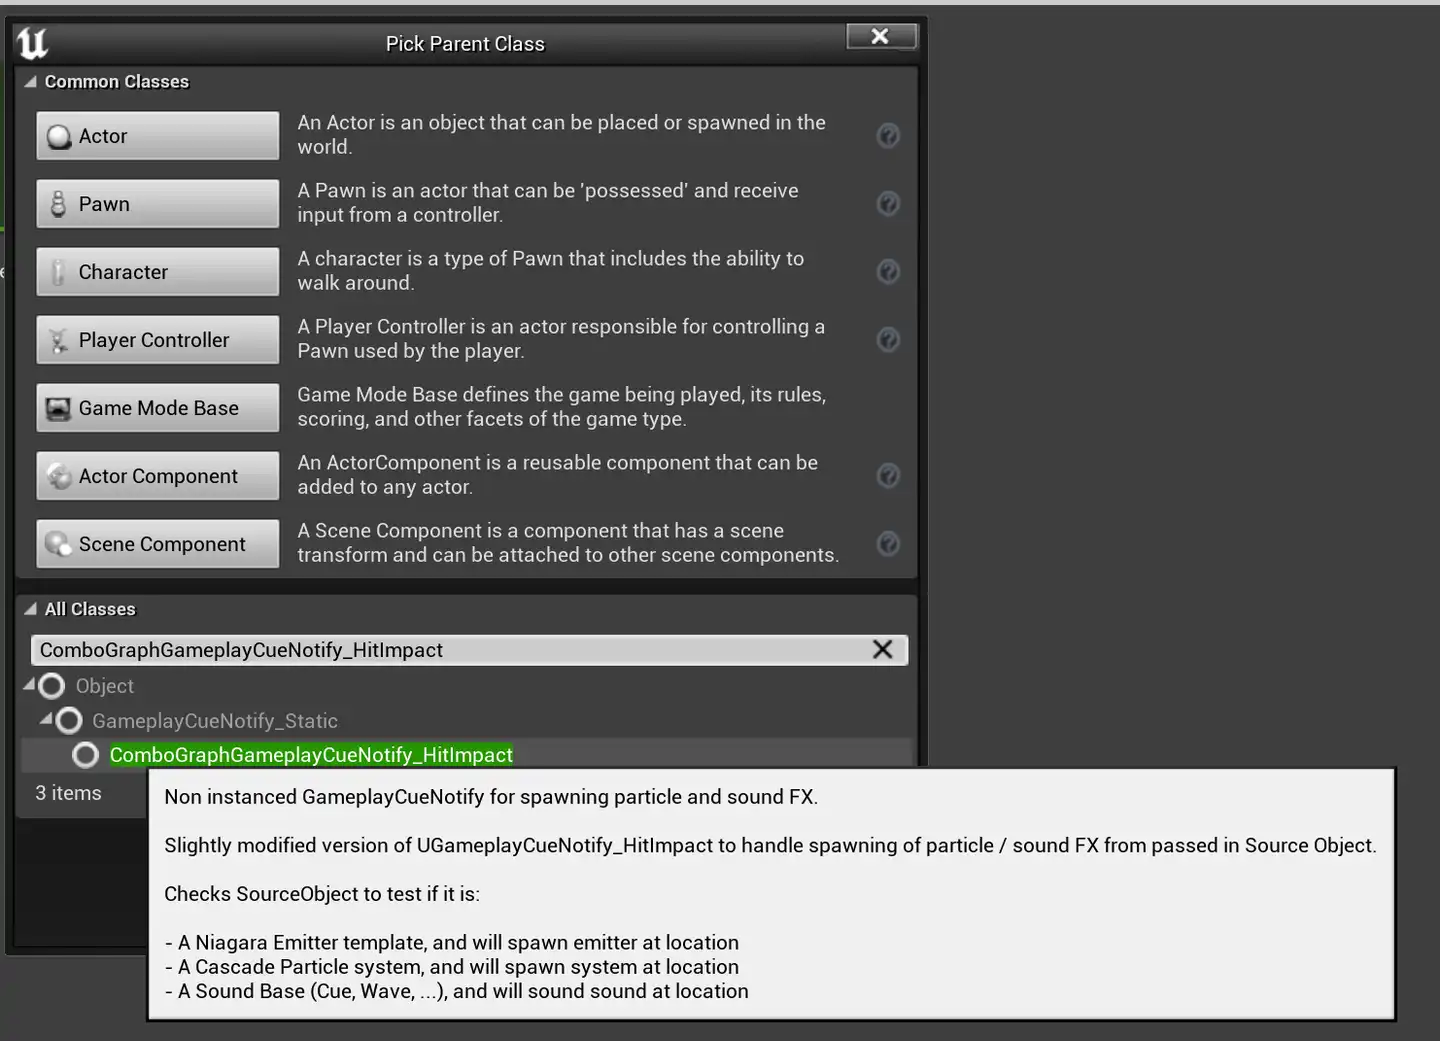 Pick Parent Class
Common Classes
Actor
An Actor is an object that can be placed or spawned in the
world.
Pawn
A Pawn is an actor that can be 'possessed' and receive
input from a controller.
Character
A character is a type of Pawn that includes the ability to
walk around.
Player Controller
A Player Controller is an actor responsible for controlling a
Pawn used by the player.
Game Mode Base
Game Mode Base defines the game being played, its rules,
scoring, and other facets of the game type.
Actor Component
An ActorComponent is a reusable component that can be
added to any actor.
Scene Component
A Scene Component is a component that has a scene
transform and can be attached to other scene components.
All Classes
ComboGraphGameplayCueNotify_HitImpact
Object
GameplayCueNotify_Static
ComboGraphGameplayCueNotify_HitImpact
3 items
Non instanced GameplayCueNotify for spawning particle and sound FX.
Slightly modified version of UGameplayCueNotify_HitImpact to handle spawning of particle / sound FX from passed in Source Object.
Checks SourceObject to test if it is:
- A Niagara Emitter template, and will spawn emitter at location
- A Cascade Particle system, and will spawn system at location
- A Sound Base (Cue, Wave, ...), and will sound sound at location